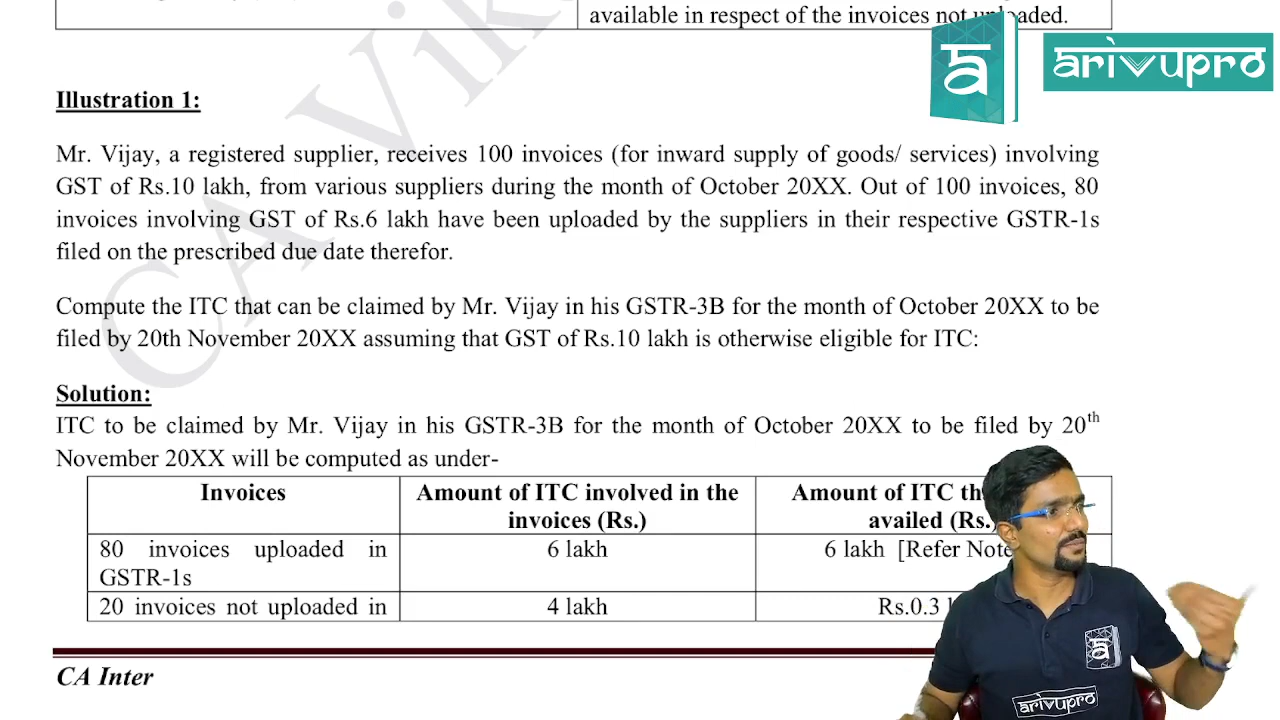 available in respect of the invoices not uploaded.
arivupro
Illustration 1:
Mr. Vijay, a registered supplier, receives 100 invoices (for inward supply of goods/ services) involving
GST of Rs.10 lakh, from various suppliers during the month of October 20XX. Out of 100 invoices, 80
invoices involving GST of Rs.6 lakh have been uploaded by the suppliers in their respective GSTR-1s
filed on the prescribed due date therefor.
Compute the ITC that can be claimed by Mr. Vijay in his GSTR-3B for the month of October 20XX to be
filed by 20th November 20XX assuming that GST of Rs.10 lakh is otherwise eligible for ITC:
Solution:
ITC to be claimed by Mr. Vijay in his GSTR-3B for the month of October 20XX to be filed by 20th
November 20XX will be computed as under-
Invoices Amount of ITC involved in the Amount of ITC
invoices (Rs.) availed (Rs.)
80 invoices uploaded in 6 lakh 6 lakh [Refer Note
GSTR-1s
20 invoices not uploaded in 4 lakh Rs.0.3
CA Inter
arivupro
CA